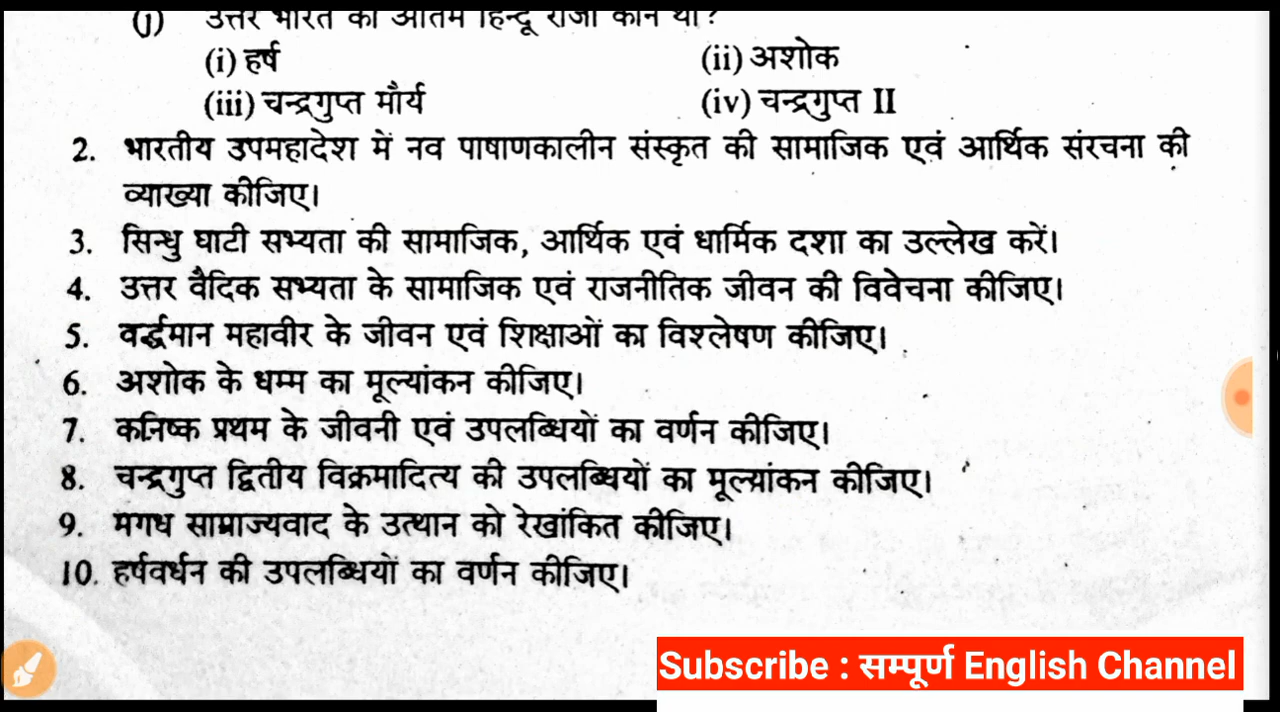 (j) उत्तर भारत का अंतिम हिन्दू राजा कौन था?
(i) हर्ष (ii) अशोक
(iii) चन्द्रगुप्त मौर्य (iv) चन्द्रगुप्त II
2. भारतीय उपमहादेश में नव पाषाणकालीन संस्कृत की सामाजिक एवं आर्थिक संरचना की
व्याख्या कीजिए।
3. सिन्धु घाटी सभ्यता की सामाजिक, आर्थिक एवं धार्मिक दशा का उल्लेख करें।
4. उत्तर वैदिक सभ्यता के सामाजिक एवं राजनीतिक जीवन की विवेचना कीजिए।
5. वर्द्धमान महावीर के जीवन एवं शिक्षाओं का विश्लेषण कीजिए।
6. अशोक के धम्म का मूल्यांकन कीजिए।
7. कनिष्क प्रथम के जीवनी एवं उपलब्धियों का वर्णन कीजिए।
8. चन्द्रगुप्त द्वितीय विक्रमादित्य की उपलब्धियों का मूल्यांकन कीजिए।
9. मगध साम्राज्यवाद के उत्थान को रेखांकित कीजिए।
10. हर्षवर्धन की उपलब्धियों का वर्णन कीजिए।
Subscribe : सम्पूर्ण English Channel